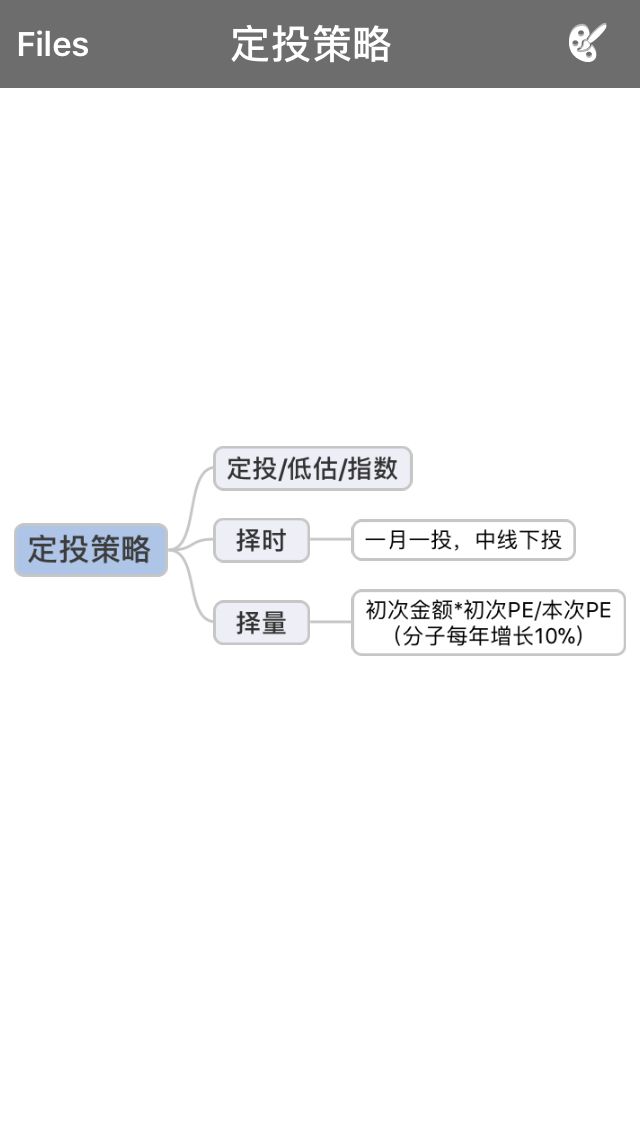 Files
定投策略
定投/低估/指数
定投策略
择时
一月一投，中线下投
择量
初次金额*初次PE/本次PE
（分子每年增长10%）